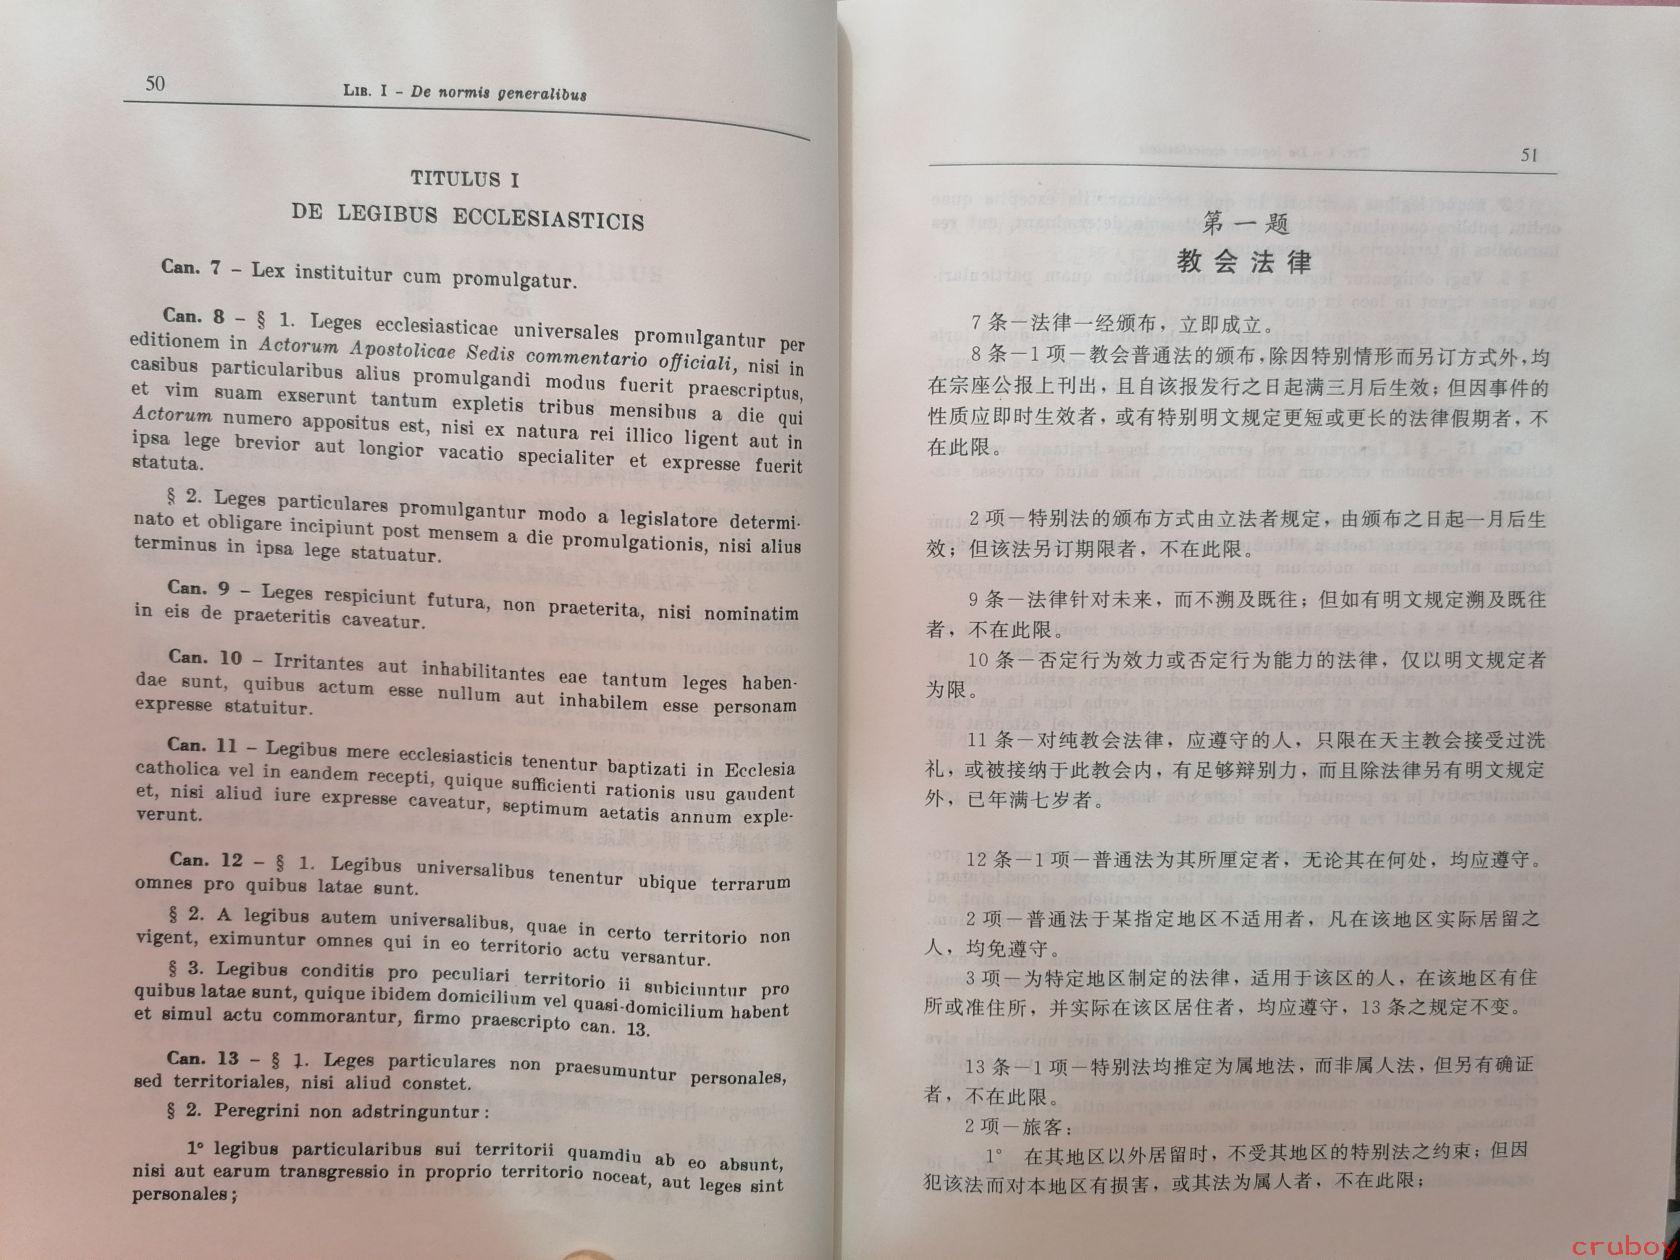 50
LIB. I – De normis generalibus
TITULUS I
DE LEGIBUS ECCLESIASTICIS
Can. 7 – Lex instituitur cum promulgatur.
Can. 8 – § 1. Leges ecclesiasticae universales promulgantur per
editionem in Actorum Apostolicae Sedis commentario officiali, nisi in
casibus particularibus alius promulgandi modus fuerit praescriptus,
et vim suam exserunt tantum expletis tribus mensibus a die qui
Actorum numero appositus est, nisi ex natura rei illico ligent aut in
ipsa lege brevior aut longior vacatio specialiter et expresse fuerit
statuta.
§ 2. Leges particulares promulgantur modo a legislatore determi-
nato et obligare incipiunt post mensem a die promulgationis, nisi alius
terminus in ipsa lege statuatur.
Can. 9 – Leges respiciunt futura, non praeterita, nisi nominatim
in eis de praeteritis caveatur.
Can. 10 – Irritantes aut inhabilitantes eae tantum leges haben-
dae sunt, quibus actum esse nullum aut inhabilem esse personam
expresse statuitur.
Can. 11 – Legibus mere ecclesiasticis tenentur baptizati in Ecclesia
catholica vel in eandem recepti, quique sufficienti rationis usu gaudent
et, nisi aliud iure expresse caveatur, septimum aetatis annum exple-
verunt.
Can. 12 – § 1. Legibus universalibus tenentur ubique terrarum
omnes pro quibus latae sunt.
§ 2. A legibus autem universalibus, quae in certo territorio non
vigent, eximuntur omnes qui in eo territorio actu versantur.
§ 3. Legibus conditis pro peculiari territorio ii subiciuntur pro
quibus latae sunt, quique ibidem domicilium vel quasi-domicilium habent
et simul actu commorantur, firmo praescripto can. 13.
Can. 13 – § 1. Leges particulares non praesumuntur personales,
sed territoriales, nisi aliud constet.
§ 2. Peregrini non adstringuntur:
1° legibus particularibus sui territorii quamdiu ab eo absunt,
nisi aut earum transgressio in proprio territorio noceat, aut leges sint
personales;
51
第一题
教会法律
7 条－法律一经颁布，立即成立。
8 条－1 项－教会普通法的颁布，除因特别情形而另订方式外，均
在宗座公报上刊出，且自该报发行之日起满三月后生效；但因事件的
性质应即时生效者，或有特别明文规定更短或更长的法律假期者，不
在此限。
2 项－特别法的颁布方式由立法者规定，由颁布之日起一月后生
效；但该法另订期限者，不在此限。
9 条－法律针对未来，而不溯及既往；但如有明文规定溯及既往
者，不在此限。
10 条－否定行为效力或否定行为能力的法律，仅以明文规定者
为限。
11 条－对纯教会法律，应遵守的人，只限在天主教会接受过洗
礼，或被接纳于此教会内，有足够辩别力，而且除法律另有明文规定
外，已年满七岁者。
12 条－1 项－普通法为其所厘定者，无论其在何处，均应遵守。
2 项－普通法于某指定地区不适用者，凡在该地区实际居留之
人，均免遵守。
3 项－为特定地区制定的法律，适用于该区的人，在该地区有住
所或准住所，并实际在该区居住者，均应遵守，13 条之规定不变。
13 条－1 项－特别法均推定为属地法，而非属人法，但另有确证
者，不在此限。
2 项－旅客：
1° 在其地区以外居留时，不受其地区的特别法之约束；但因
犯该法而对本地区有损害，或其法为属人者，不在此限；
cruboy